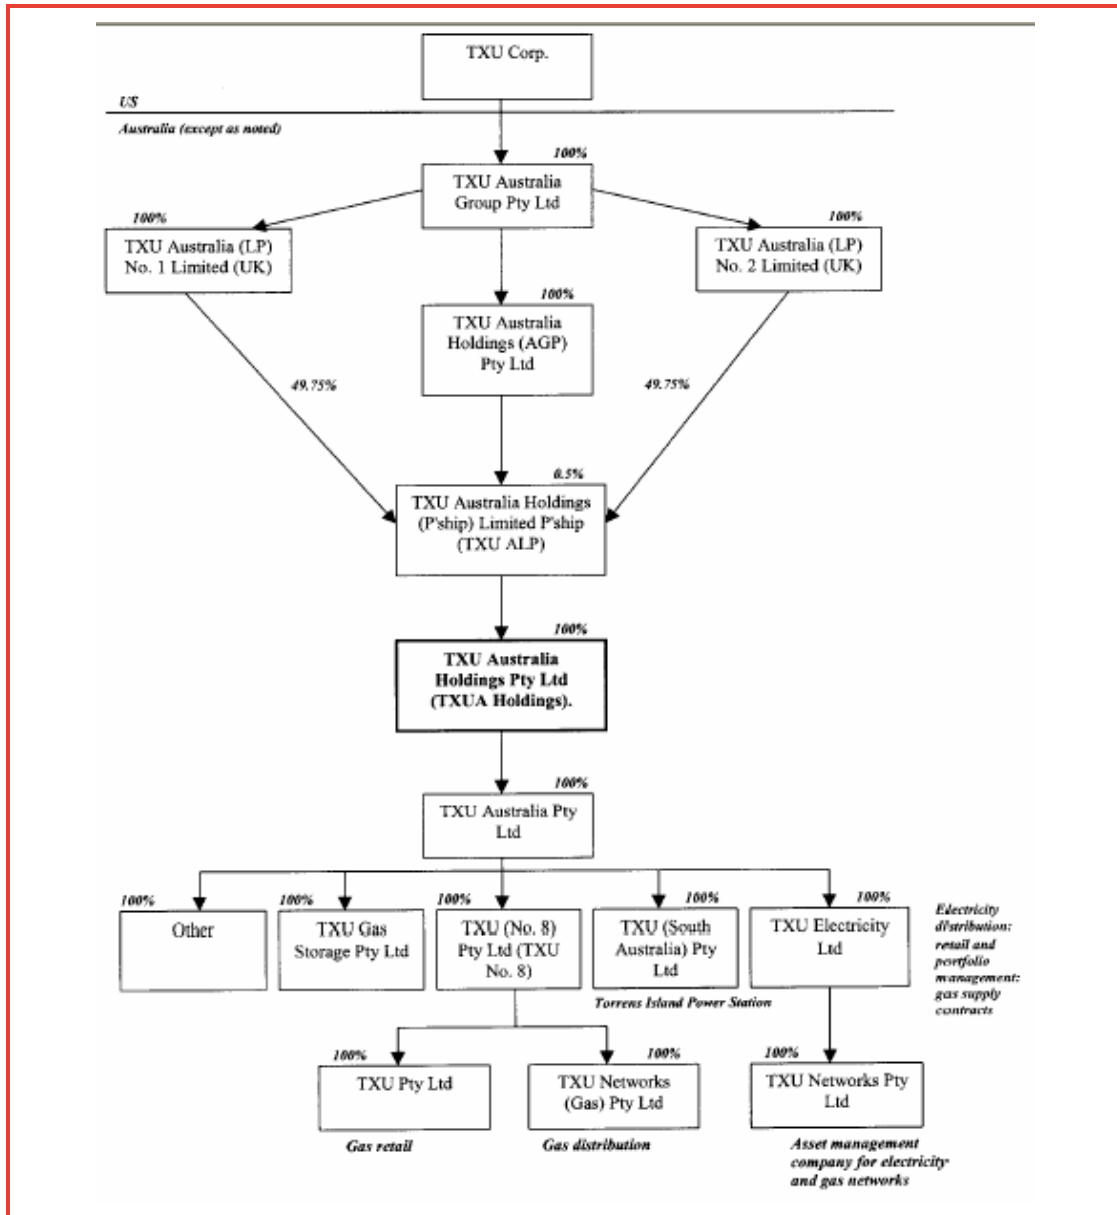 TXU Corp.
US
Australia (except as noted)
100%
TXU Australia
Group Pty Ltd
100%
TXU Australia (LP)
No. 1 Limited (UK)
100%
TXU Australia (LP)
No. 2 Limited (UK)
100%
TXU Australia
Holdings (AGP)
Pty Ltd
49.75%
49.75%
0.5%
TXU Australia Holdings
(P'ship) Limited P'ship
(TXU ALP)
100%
TXU Australia
Holdings Pty Ltd
(TXUA Holdings).
100%
TXU Australia Pty
Ltd
100%
Other
100%
TXU Gas
Storage Pty Ltd
100%
TXU (No. 8)
Pty Ltd (TXU
No. 8)
100%
TXU (South
Australia) Pty
Ltd
Torrens Island Power Station
100%
TXU Electricity
Ltd
Electricity
distribution:
retail and
portfolio
management:
gas supply
contracts
100%
TXU Pty Ltd
Gas retail
100%
TXU Networks
(Gas) Pty Ltd
Gas distribution
100%
TXU Networks Pty
Ltd
Asset management
company for electricity
and gas networks